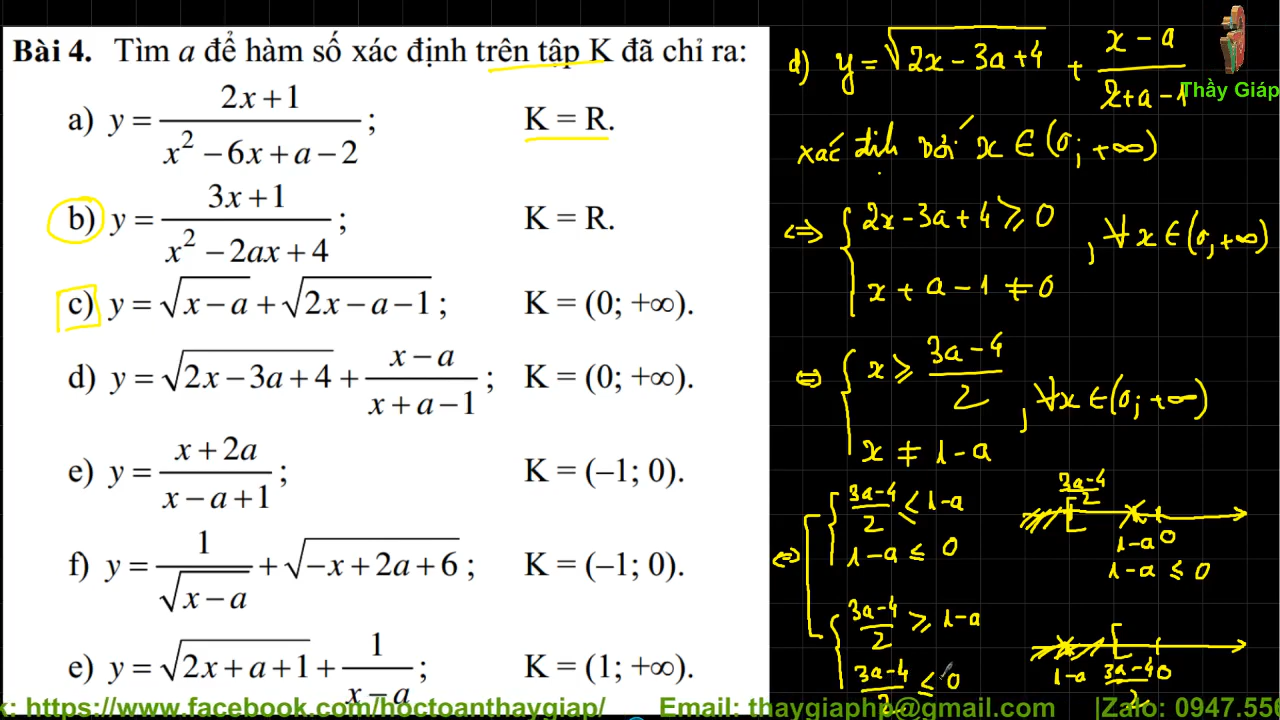 Bài 4. Tìm a để hàm số xác định trên tập K đã chỉ ra:
a) y = (2x + 1)/(x² − 6x + a − 2); K = R.
b) y = (3x + 1)/(x² − 2ax + 4); K = R.
c) y = √(x − a) + √(2x − a − 1); K = (0; +∞).
d) y = √(2x − 3a + 4) + (x − a)/(x + a − 1); K = (0; +∞).
e) y = (x + 2a)/(x − a + 1); K = (–1; 0).
f) y = 1/√(x − a) + √(−x + 2a + 6); K = (–1; 0).
e) y = √(2x + a + 1) + 1/(x − a); K = (1; +∞).
d) y = √(2x − 3a + 4) + (x − a)/(x + a − 1)
Thầy Giáp
xác định với x ∈ (0; +∞)
⇔ { 2x − 3a + 4 ≥ 0
, ∀x ∈ (0, +∞)
x + a − 1 ≠ 0
⇔ { x ≥ (3a − 4)/2
, ∀x ∈ (0; +∞)
x ≠ 1 − a
⇔ [ { (3a − 4)/2 ≤ 1 − a
1 − a ≤ 0
{ (3a − 4)/2 ≥ 1 − a
(3a − 4)/2 ≤ 0
(3a − 4)/2
1 − a 0
1 − a ≤ 0
1 − a (3a − 4)/2 0
k: https://www.facebook.com/hoctoanthaygiap/ Email: thaygiaph @gmail.com |Zalo: 0947.550